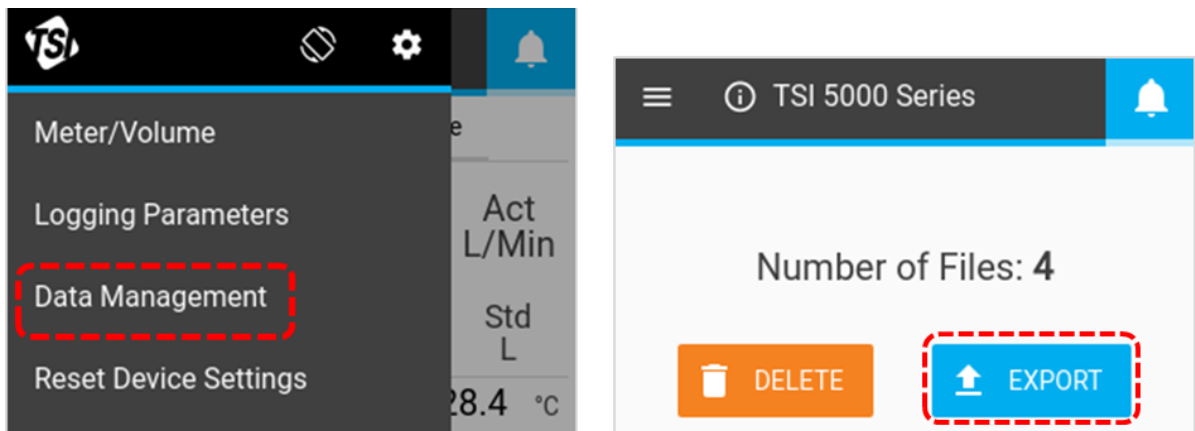 TSI
Meter/Volume
Logging Parameters
Data Management
Reset Device Settings
e
Act
L/Min
Std
L
28.4 °C
TSI 5000 Series
Number of Files: 4
DELETE
EXPORT